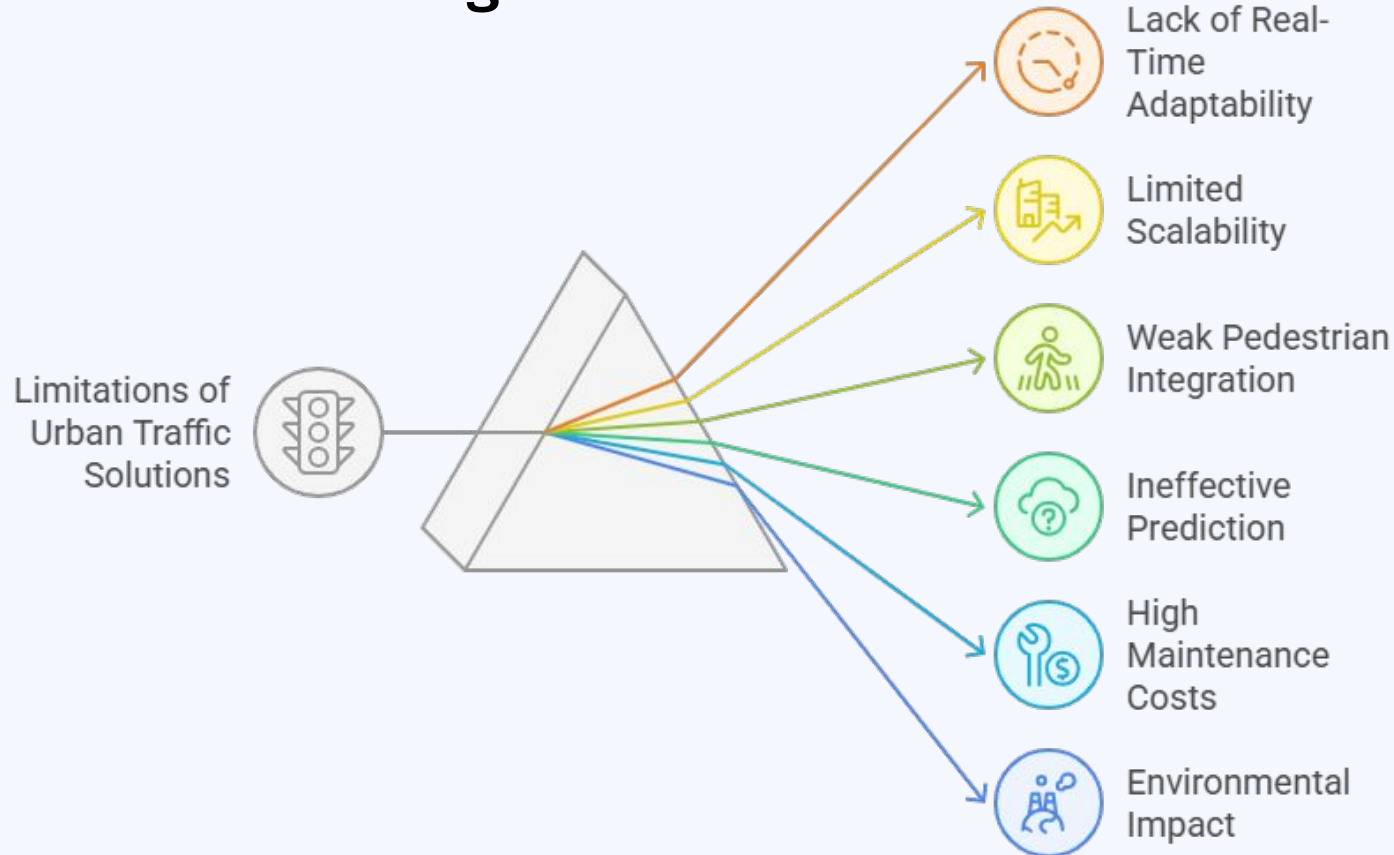 Limitations of
Urban Traffic
Solutions
Lack of Real-
Time
Adaptability
Limited
Scalability
Weak Pedestrian
Integration
Ineffective
Prediction
?
High
Maintenance
Costs
$
Environmental
Impact